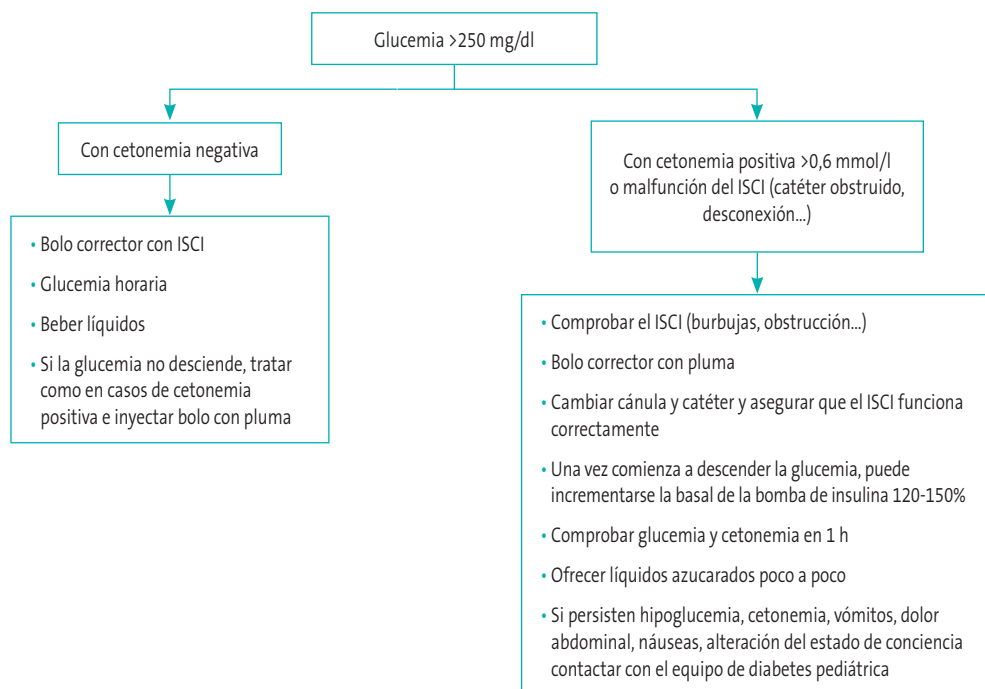 Glucemia >250 mg/dl
Con cetonemia negativa
Con cetonemia positiva >0,6 mmol/l
o malfunción del ISCI (catéter obstruido,
desconexión...)
• Bolo corrector con ISCI
• Glucemia horaria
• Beber líquidos
• Si la glucemia no desciende, tratar
como en casos de cetonemia
positiva e inyectar bolo con pluma
• Comprobar el ISCI (burbujas, obstrucción...)
• Bolo corrector con pluma
• Cambiar cánula y catéter y asegurar que el ISCI funciona
correctamente
• Una vez comienza a descender la glucemia, puede
incrementarse la basal de la bomba de insulina 120-150%
• Comprobar glucemia y cetonemia en 1 h
• Ofrecer líquidos azucarados poco a poco
• Si persisten hipoglucemia, cetonemia, vómitos, dolor
abdominal, náuseas, alteración del estado de conciencia
contactar con el equipo de diabetes pediátrica